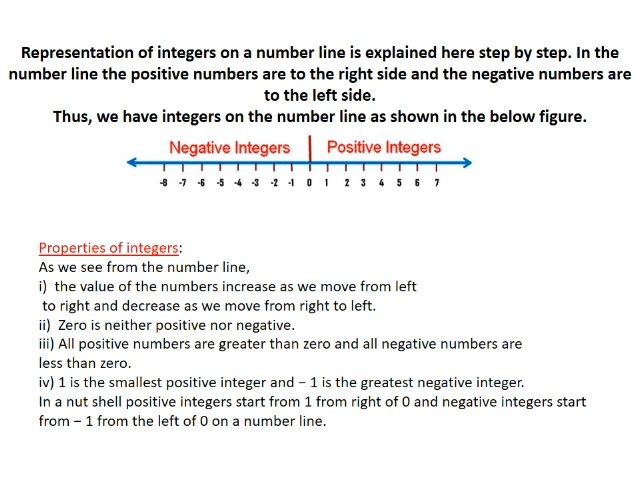 Representation of integers on a number line is explained here step by step. In the
number line the positive numbers are to the right side and the negative numbers are
to the left side.
Thus, we have integers on the number line as shown in the below figure.
Negative Integers Positive Integers
-8 -7 -6 -5 -4 -3 -2 -1 0 1 2 3 4 5 6 7
Properties of integers:
As we see from the number line,
i) the value of the numbers increase as we move from left
to right and decrease as we move from right to left.
ii) Zero is neither positive nor negative.
iii) All positive numbers are greater than zero and all negative numbers are
less than zero.
iv) 1 is the smallest positive integer and – 1 is the greatest negative integer.
In a nut shell positive integers start from 1 from right of 0 and negative integers start
from – 1 from the left of 0 on a number line.